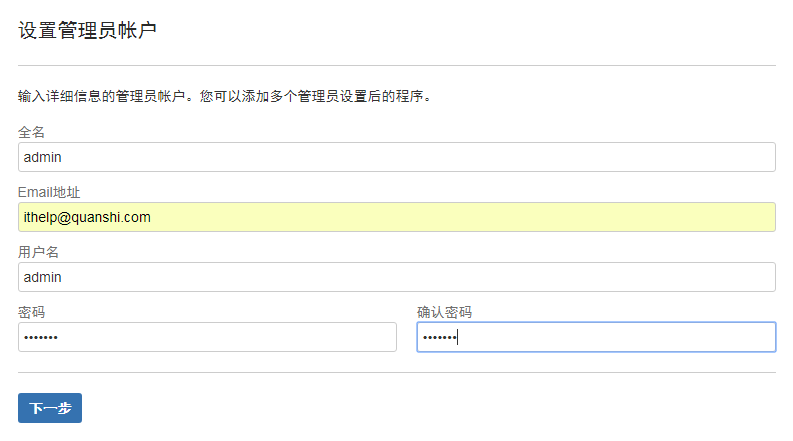 设置管理员帐户
输入详细信息的管理员帐户。您可以添加多个管理员设置后的程序。
全名
admin
Email地址
ithelp@quanshi.com
用户名
admin
密码 确认密码
••••••• •••••••
下一步